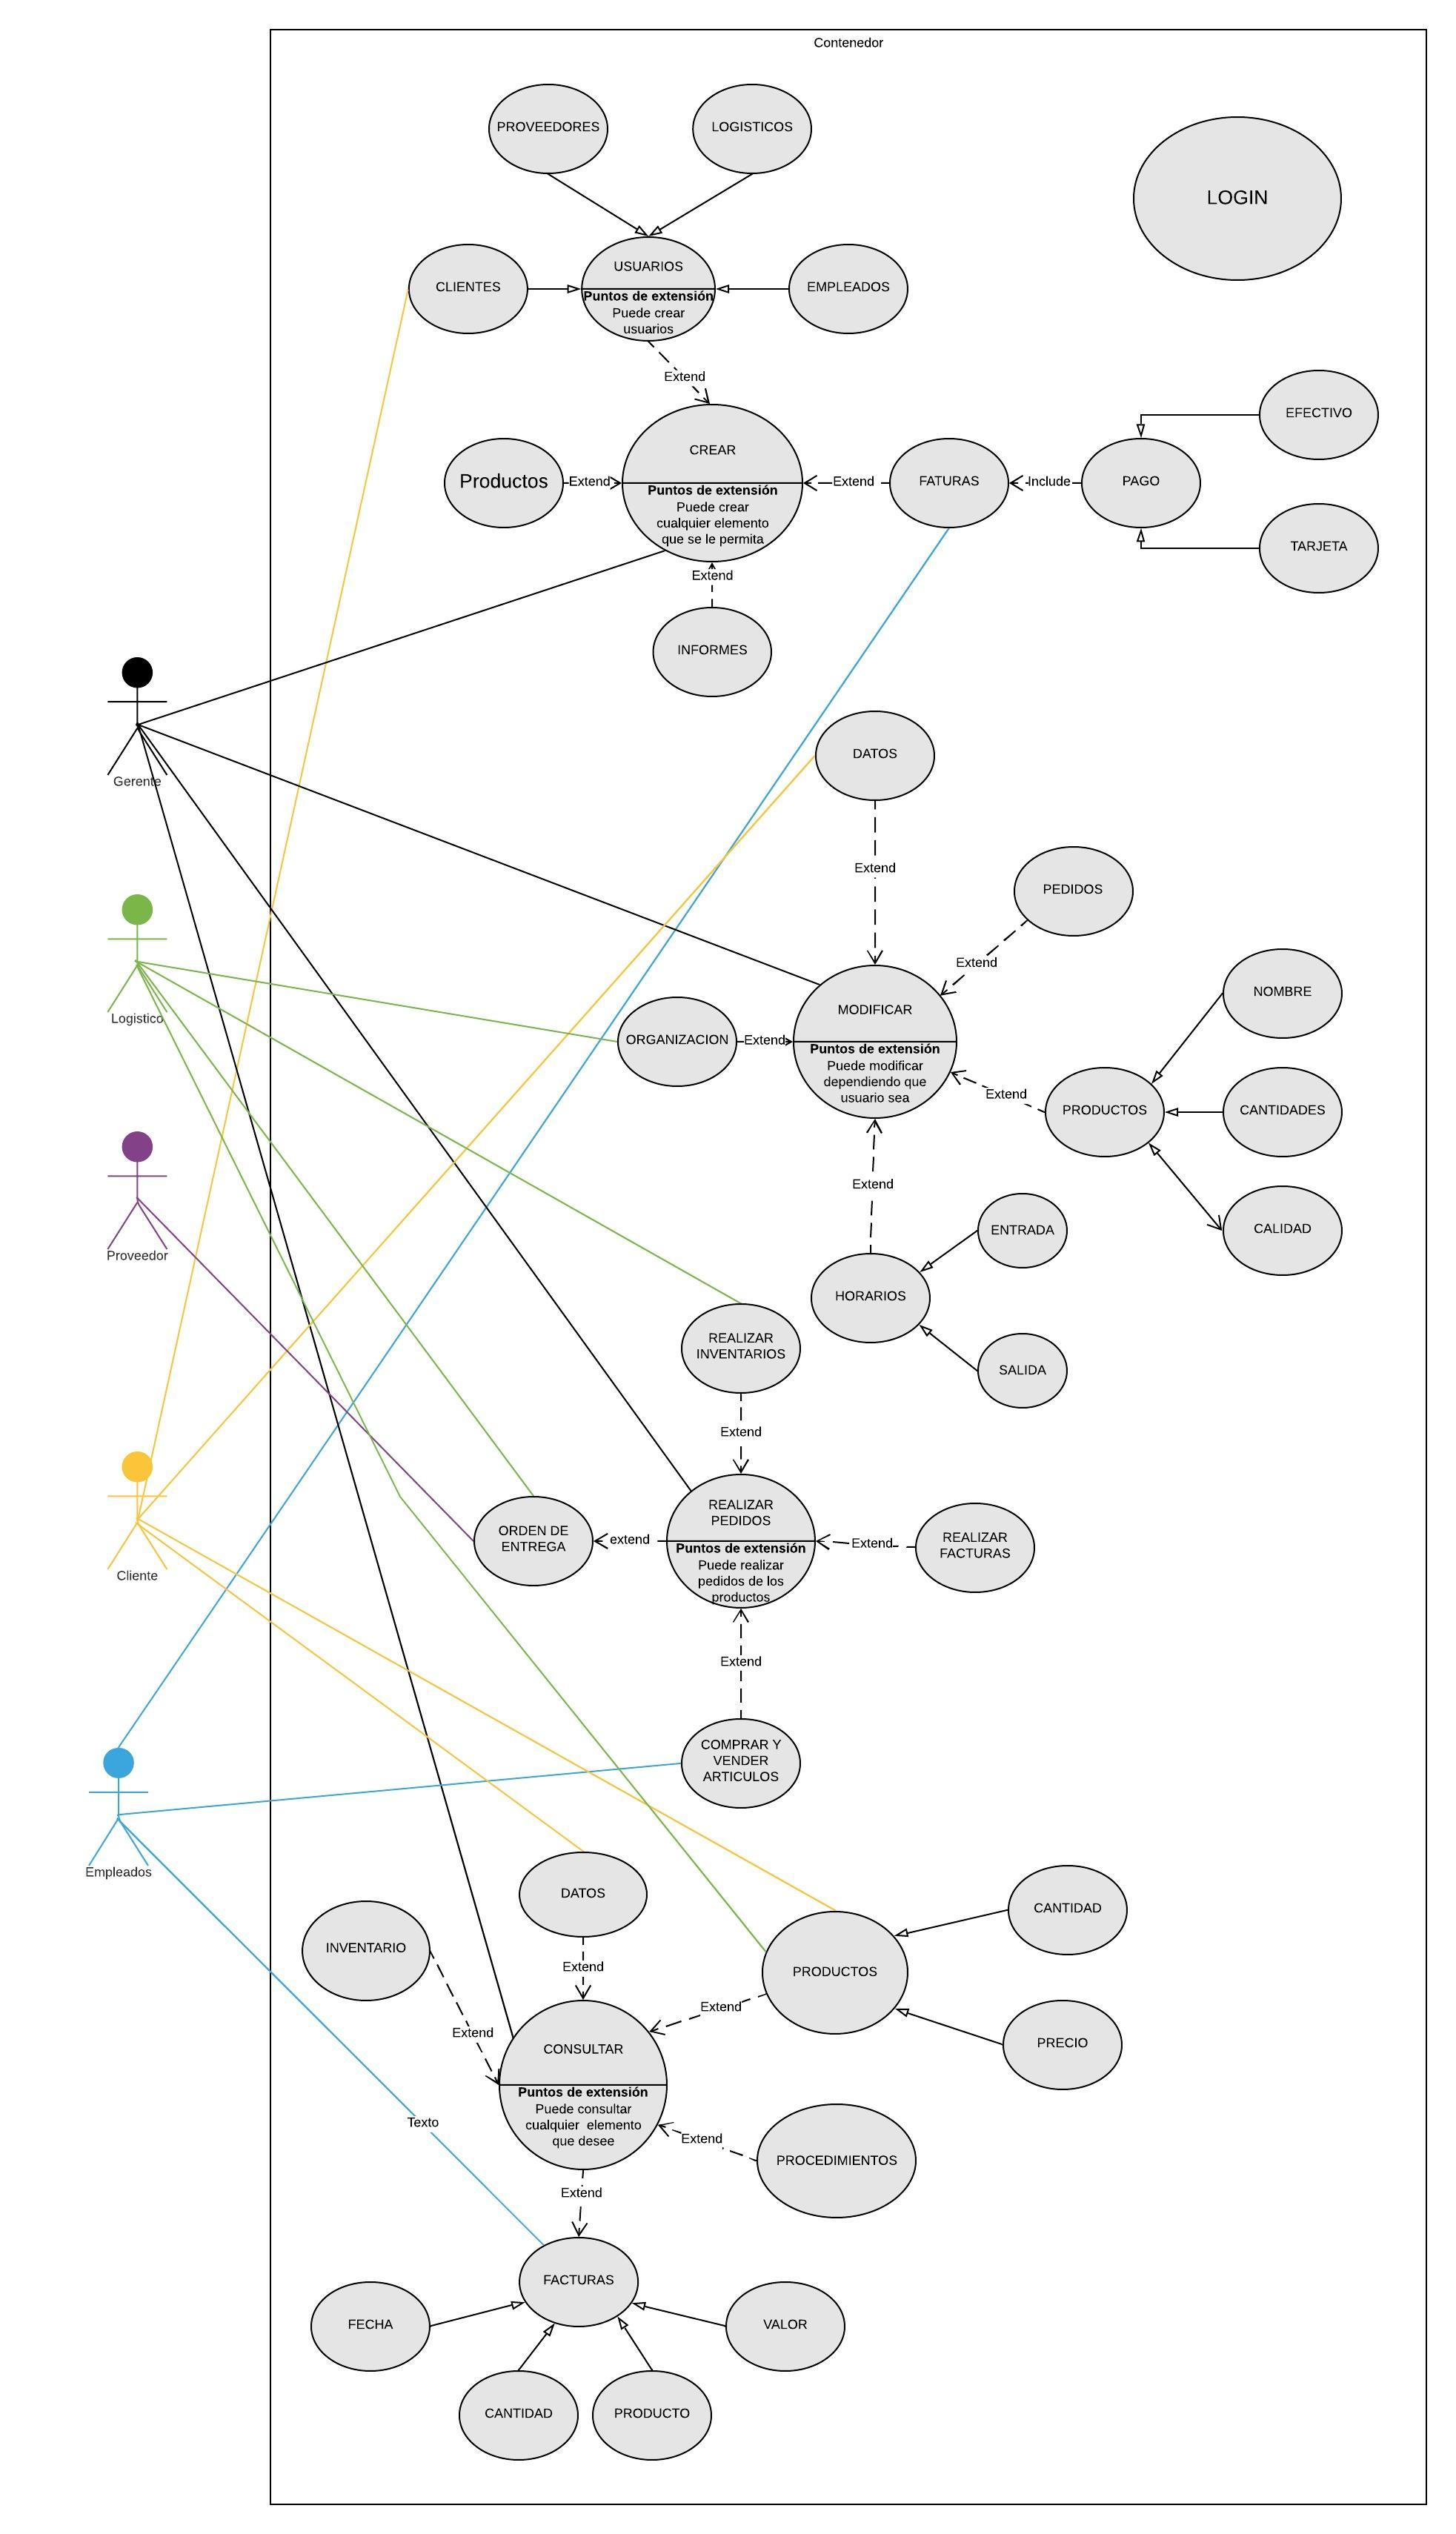 Contenedor
PROVEEDORES
LOGISTICOS
LOGIN
USUARIOS
CLIENTES
EMPLEADOS
Puntos de extensión
Puede crear
usuarios
Extend
EFECTIVO
CREAR
Productos
Extend
Extend
FATURAS
Include
PAGO
Puntos de extensión
Puede crear
cualquier elemento
que se le permita
TARJETA
Extend
INFORMES
Gerente
DATOS
Extend
PEDIDOS
Extend
NOMBRE
MODIFICAR
Logistico
ORGANIZACION
Extend
Puntos de extensión
Puede modificar
dependiendo que
usuario sea
Extend
PRODUCTOS
CANTIDADES
Extend
ENTRADA
CALIDAD
Proveedor
HORARIOS
REALIZAR
INVENTARIOS
SALIDA
Extend
REALIZAR
PEDIDOS
ORDEN DE
ENTREGA
extend
Extend
REALIZAR
FACTURAS
Puntos de extensión
Puede realizar
pedidos de los
productos
Cliente
Extend
COMPRAR Y
VENDER
ARTICULOS
Empleados
DATOS
CANTIDAD
INVENTARIO
Extend
PRODUCTOS
Extend
Extend
CONSULTAR
PRECIO
Puntos de extensión
Puede consultar
cualquier elemento
que desee
Texto
Extend
PROCEDIMIENTOS
Extend
FACTURAS
FECHA
VALOR
CANTIDAD
PRODUCTO